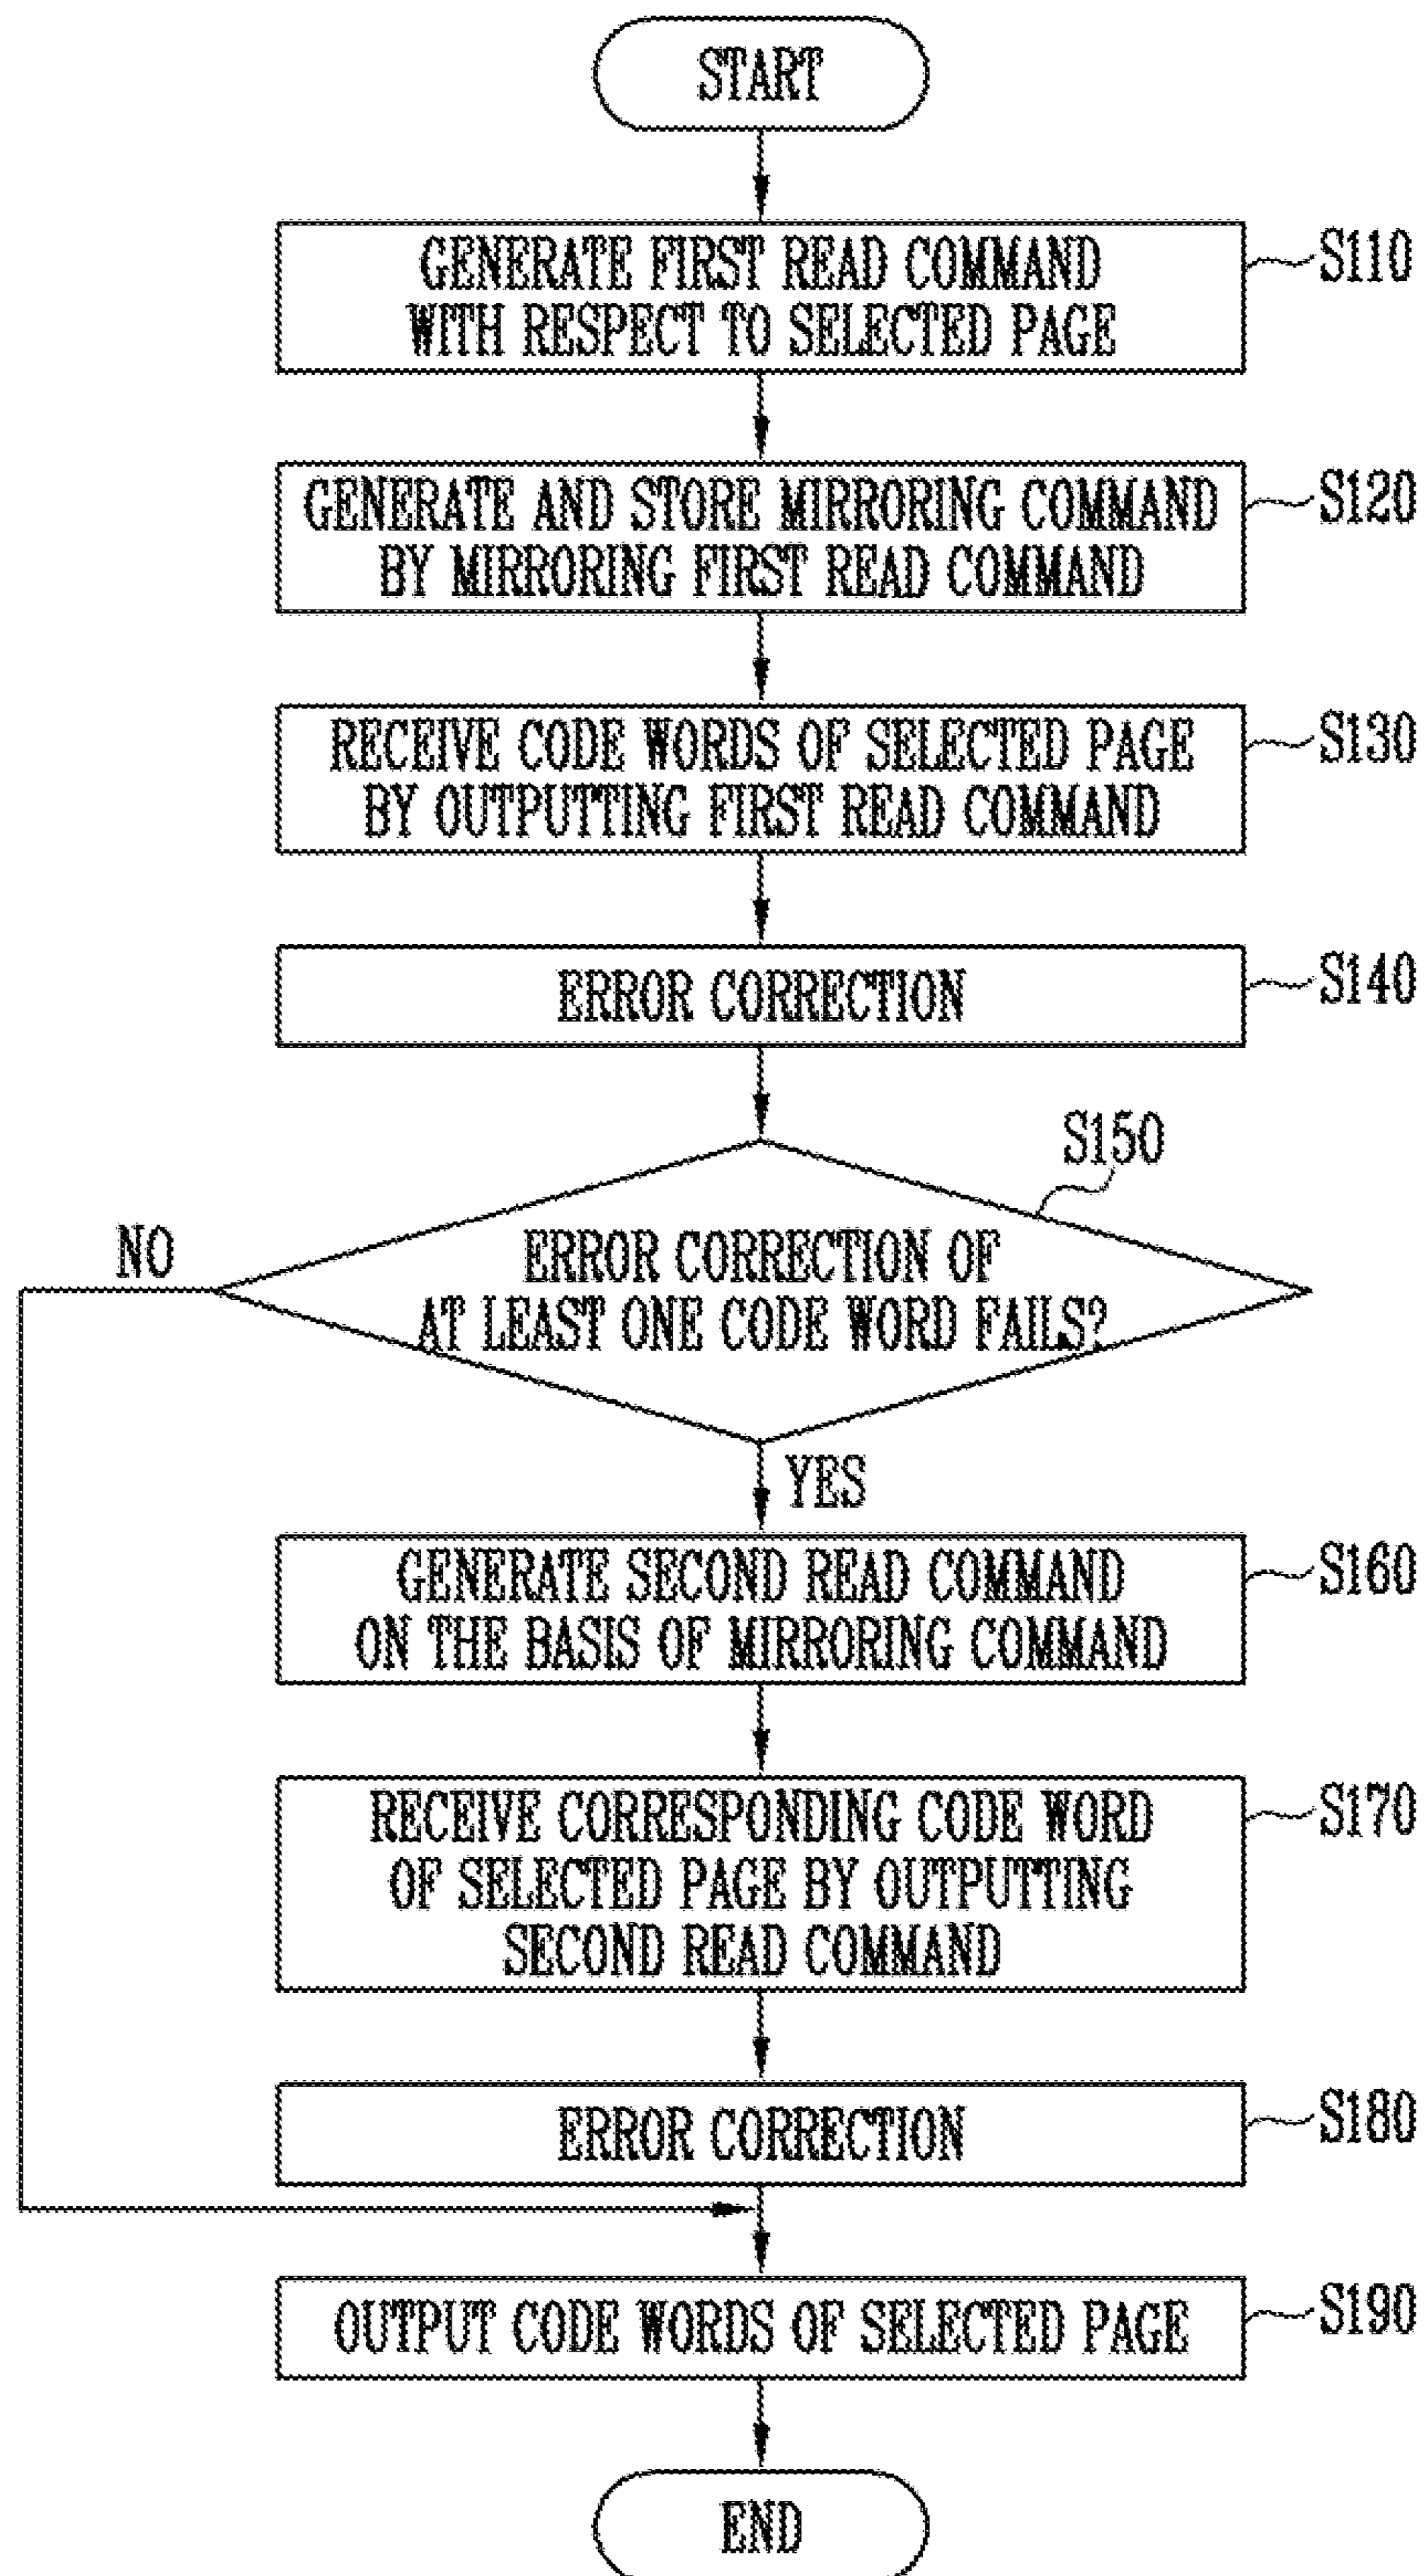 START
GENERATE FIRST READ COMMAND
WITH RESPECT TO SELECTED PAGE
S110
GENERATE AND STORE MIRRORING COMMAND
BY MIRRORING FIRST READ COMMAND
S120
RECEIVE CODE WORDS OF SELECTED PAGE
BY OUTPUTTING FIRST READ COMMAND
S130
ERROR CORRECTION
S140
S150
NO
ERROR CORRECTION OF
AT LEAST ONE CODE WORD FAILS?
YES
GENERATE SECOND READ COMMAND
ON THE BASIS OF MIRRORING COMMAND
S160
RECEIVE CORRESPONDING CODE WORD
OF SELECTED PAGE BY OUTPUTTING
SECOND READ COMMAND
S170
ERROR CORRECTION
S180
OUTPUT CODE WORDS OF SELECTED PAGE
S190
END